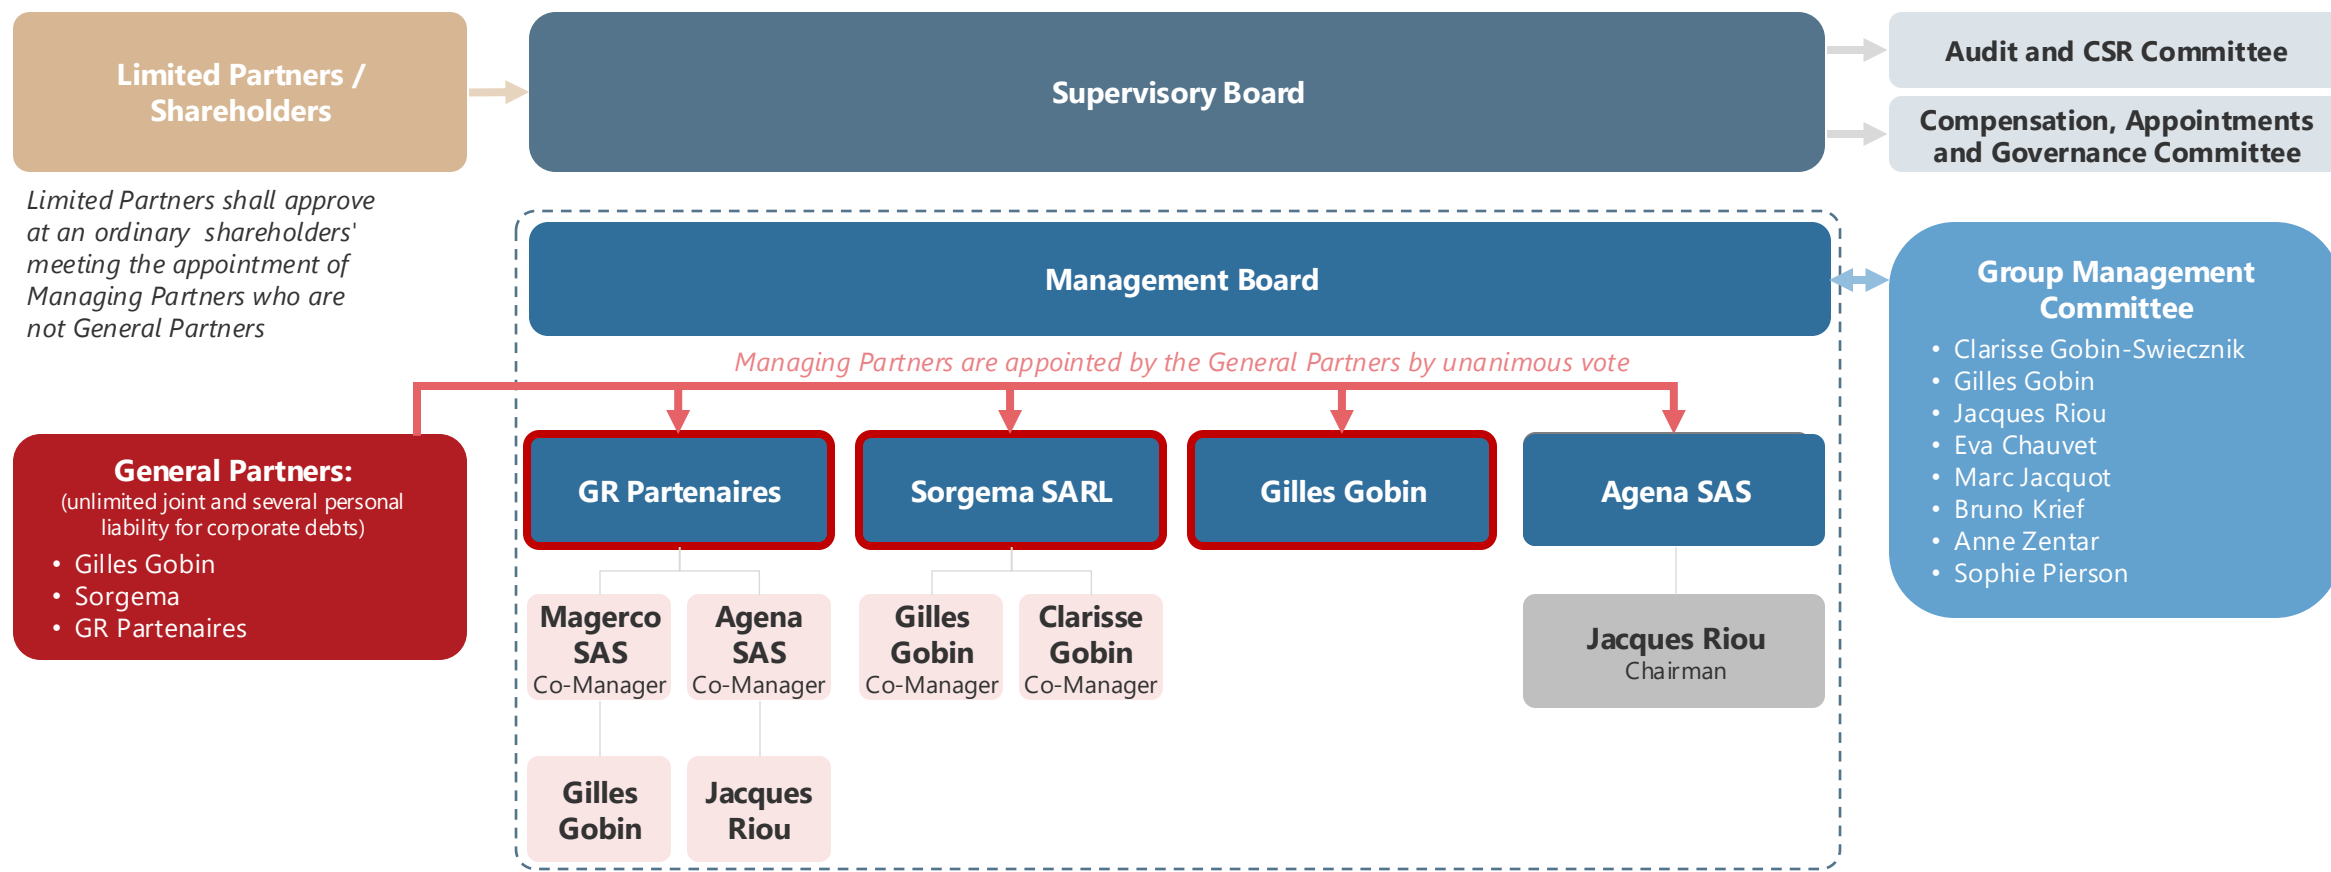 Limited Partners /
Shareholders
Supervisory Board
Audit and CSR Committee
Compensation, Appointments
and Governance Committee
Limited Partners shall approve
at an ordinary shareholders'
meeting the appointment of
Managing Partners who are
not General Partners
Management Board
Group Management
Committee
• Clarisse Gobin-Swiecznik
• Gilles Gobin
• Jacques Riou
• Eva Chauvet
• Marc Jacquot
• Bruno Krief
• Anne Zentar
• Sophie Pierson
Managing Partners are appointed by the General Partners by unanimous vote
General Partners:
(unlimited joint and several personal
liability for corporate debts)
• Gilles Gobin
• Sorgema
• GR Partenaires
GR Partenaires
Sorgema SARL
Gilles Gobin
Agena SAS
Magerco
SAS
Co-Manager
Agena
SAS
Co-Manager
Gilles
Gobin
Co-Manager
Clarisse
Gobin
Co-Manager
Jacques Riou
Chairman
Gilles
Gobin
Jacques
Riou